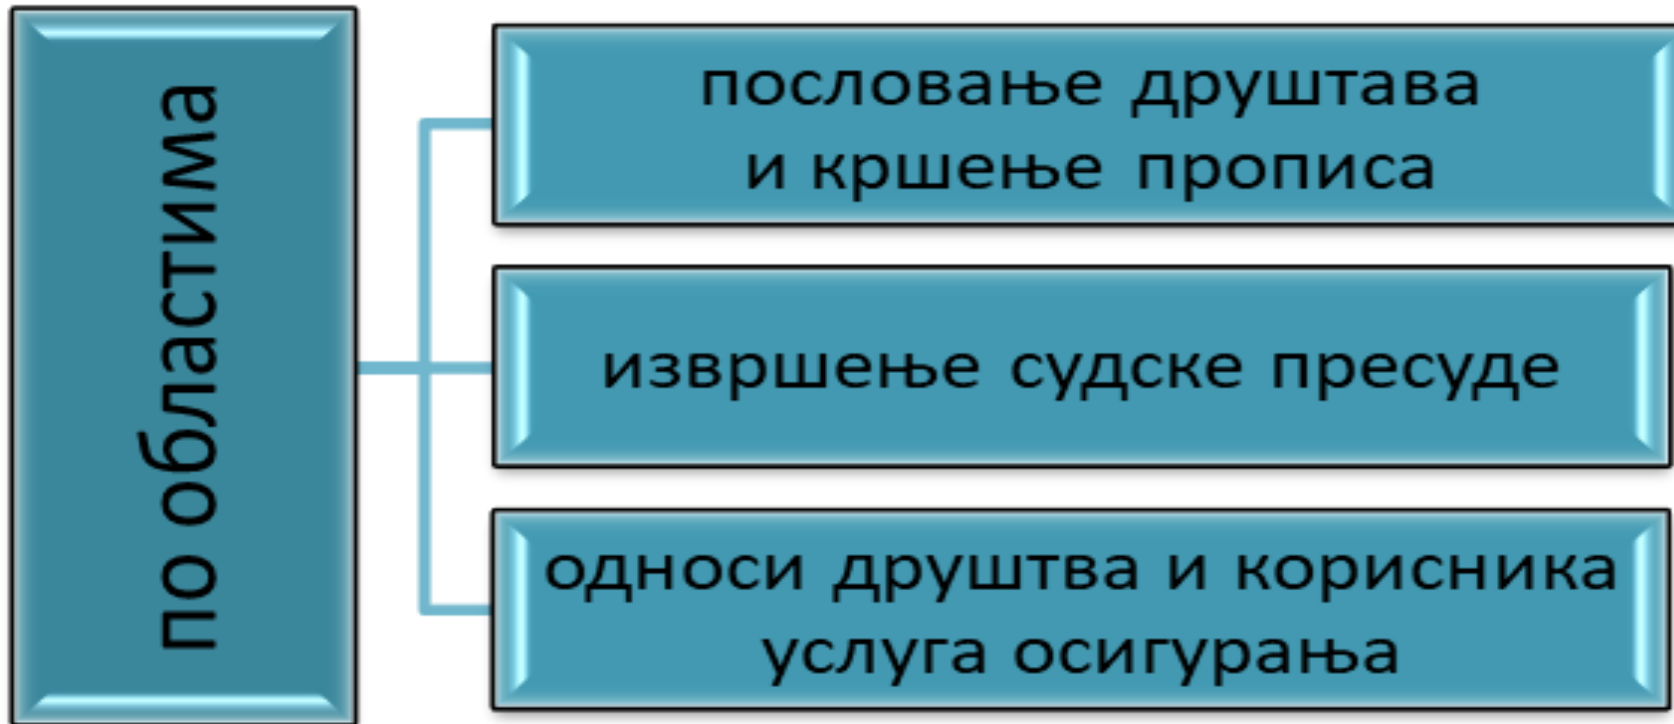 по областима
пословање друштава
и кршење прописа
извршење судске пресуде
односи друштва и корисника
услуга осигурања